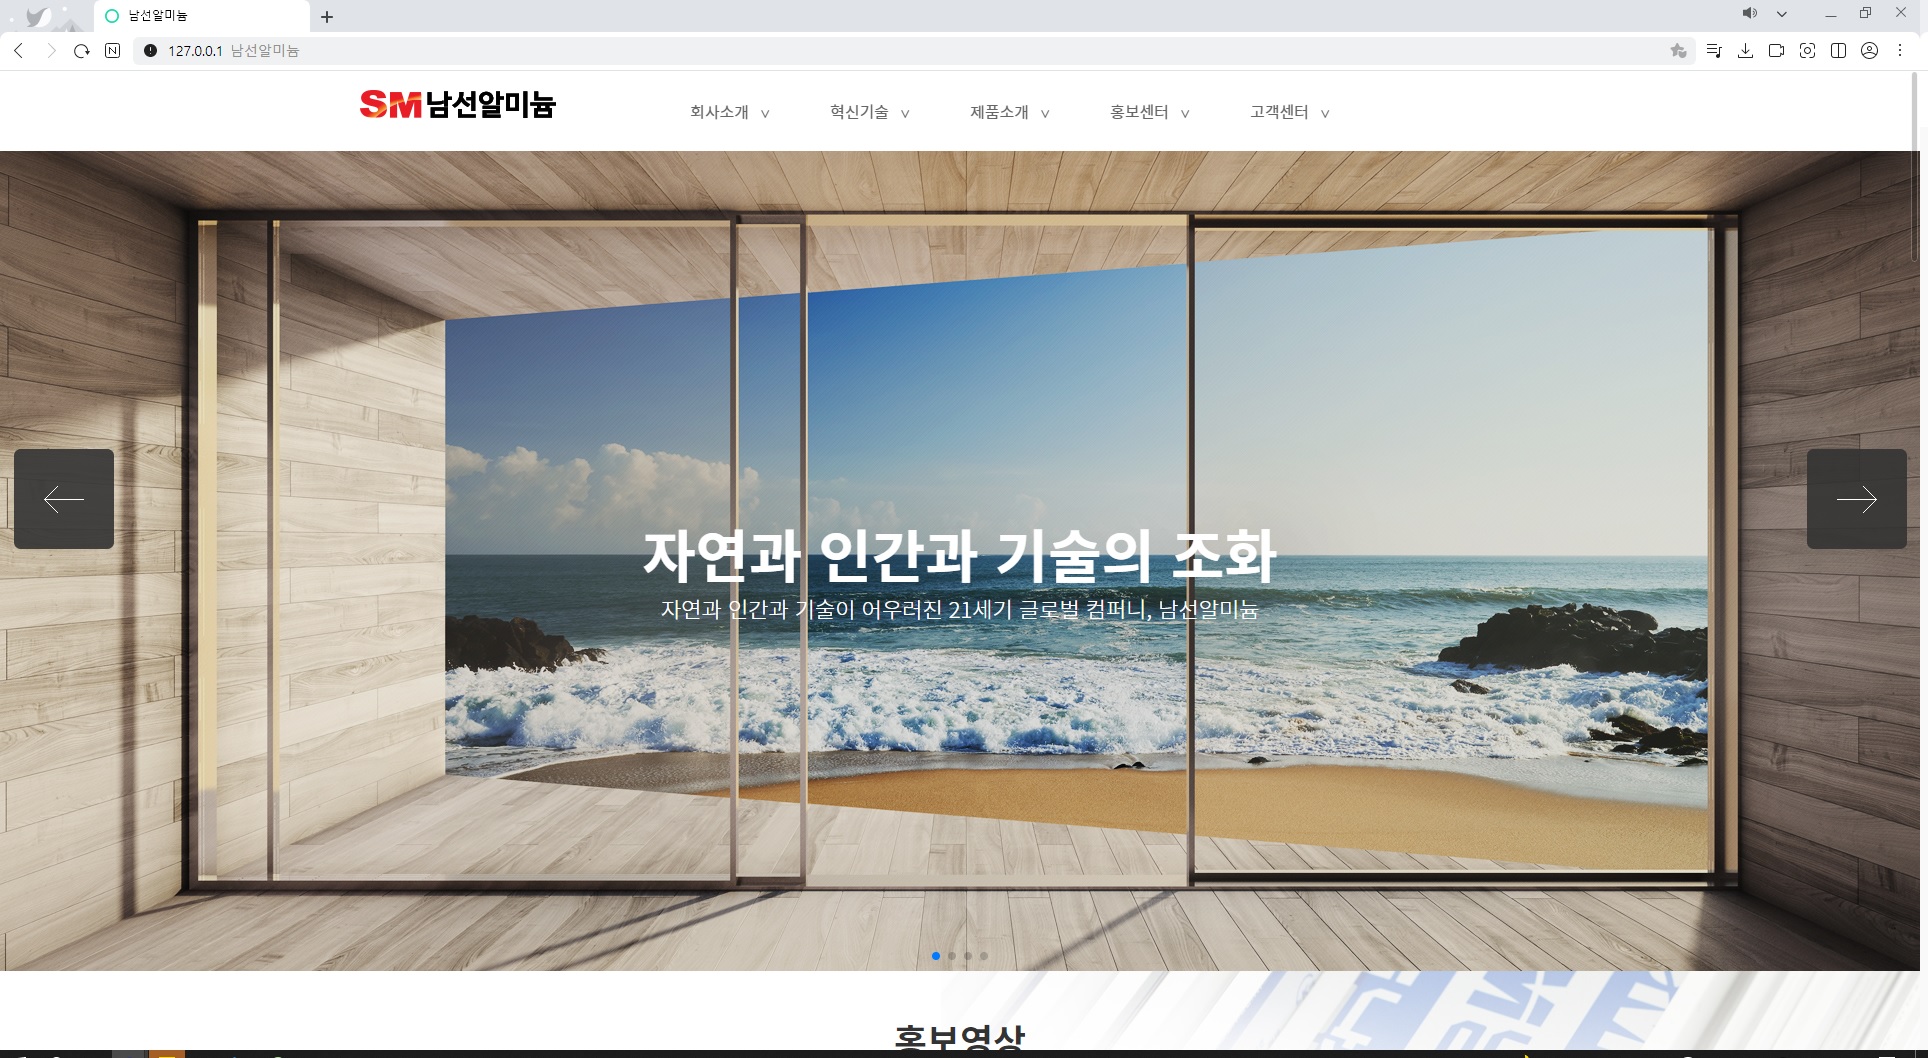 남선알미늄
N
127.0.0.1 남선알미늄
SM남선알미늄
회사소개 혁신기술 제품소개 홍보센터 고객센터
자연과 인간과 기술의 조화
자연과 인간과 기술이 어우러진 21세기 글로벌 컴퍼니, 남선알미늄
홍보영상